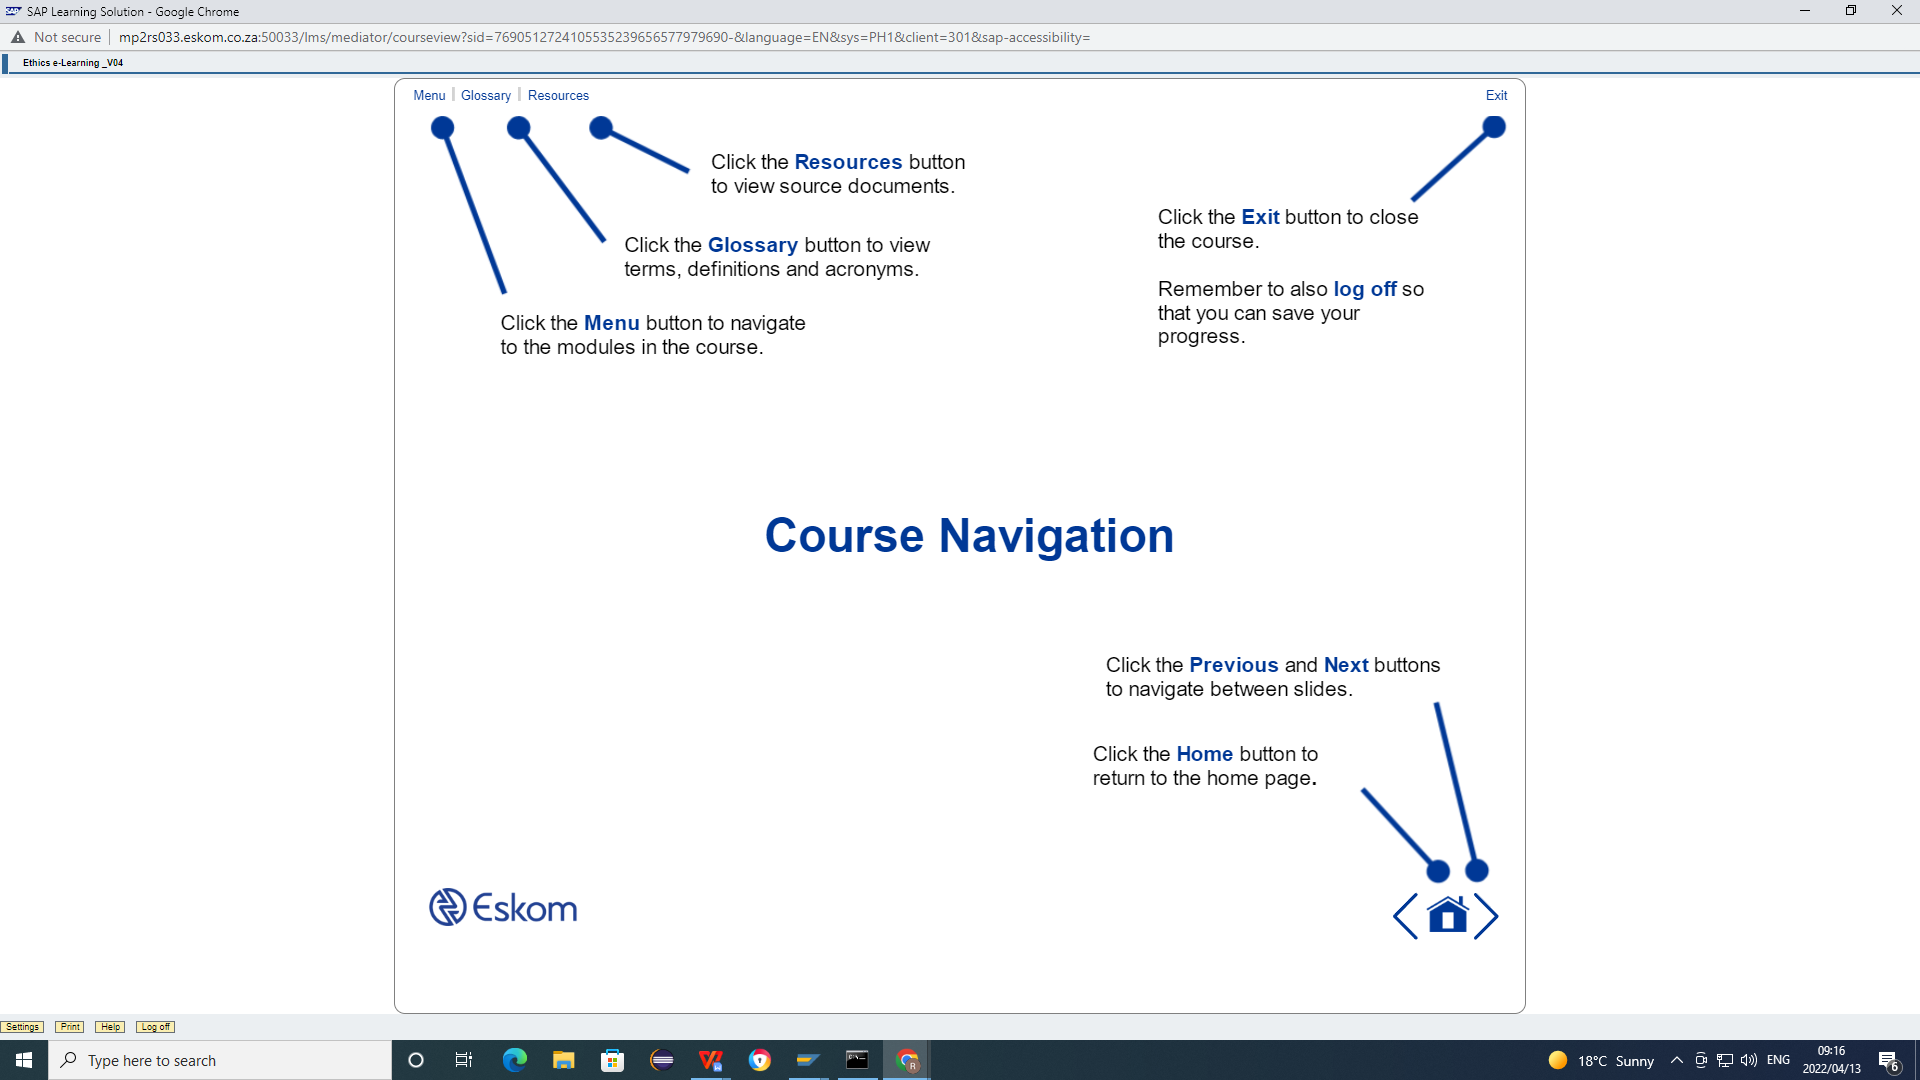 SAP Learning Solution - Google Chrome
Not secure mp2rs033.eskom.co.za:50033/lms/mediator/courseview?sid=7690512724105535239656577979690-&language=EN&sys=PH1&client=301&sap-accessibility=
Ethics e-Learning _V04
Menu Glossary Resources Exit
Click the Resources button
to view source documents.
Click the Glossary button to view
terms, definitions and acronyms.
Click the Menu button to navigate
to the modules in the course.
Click the Exit button to close
the course.
Remember to also log off so
that you can save your
progress.
Course Navigation
Click the Previous and Next buttons
to navigate between slides.
Click the Home button to
return to the home page.
Eskom
Settings Print Help Log off
Type here to search
18°C Sunny ENG
09:16
2022/04/13
6